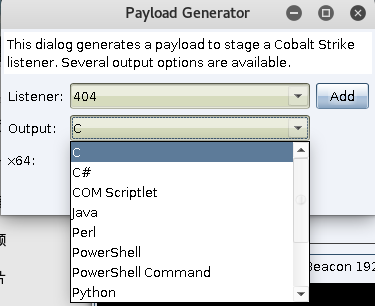 Payload Generator
This dialog generates a payload to stage a Cobalt Strike
listener. Several output options are available.
Listener: 404 Add
Output: C
x64:
C
C#
COM Scriptlet
Java
Perl
PowerShell
PowerShell Command
Python
Beacon 192
片